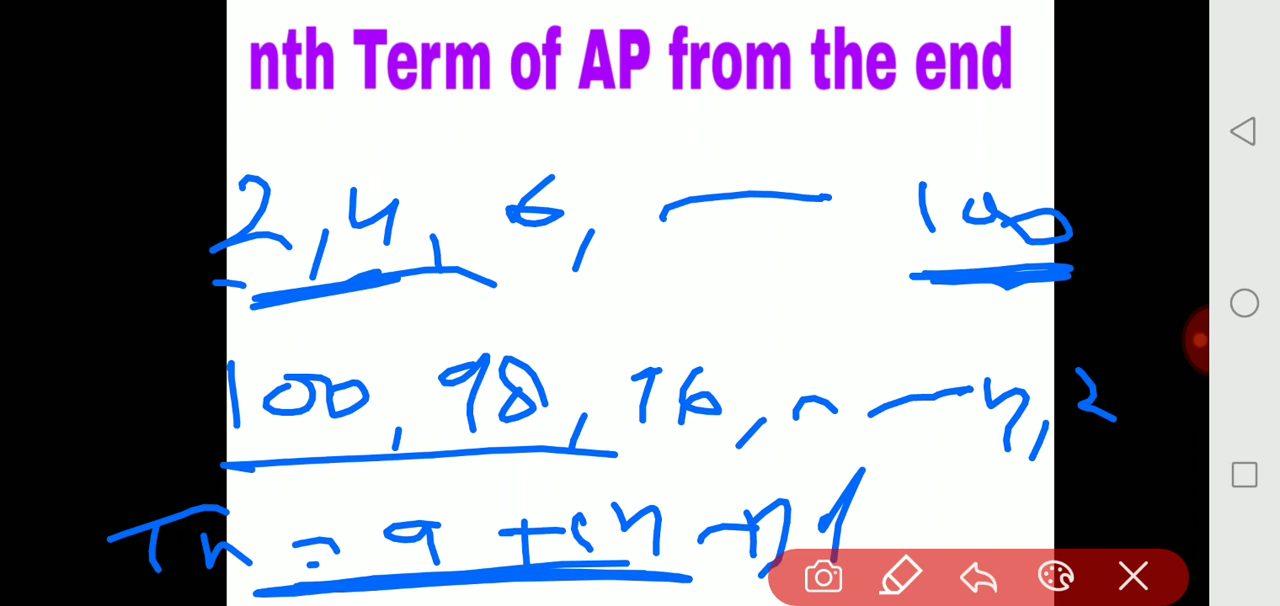 nth Term of AP from the end
2, 4, 6, — 100
100, 98, 96, — 4, 2
Tn = a + (n - 1